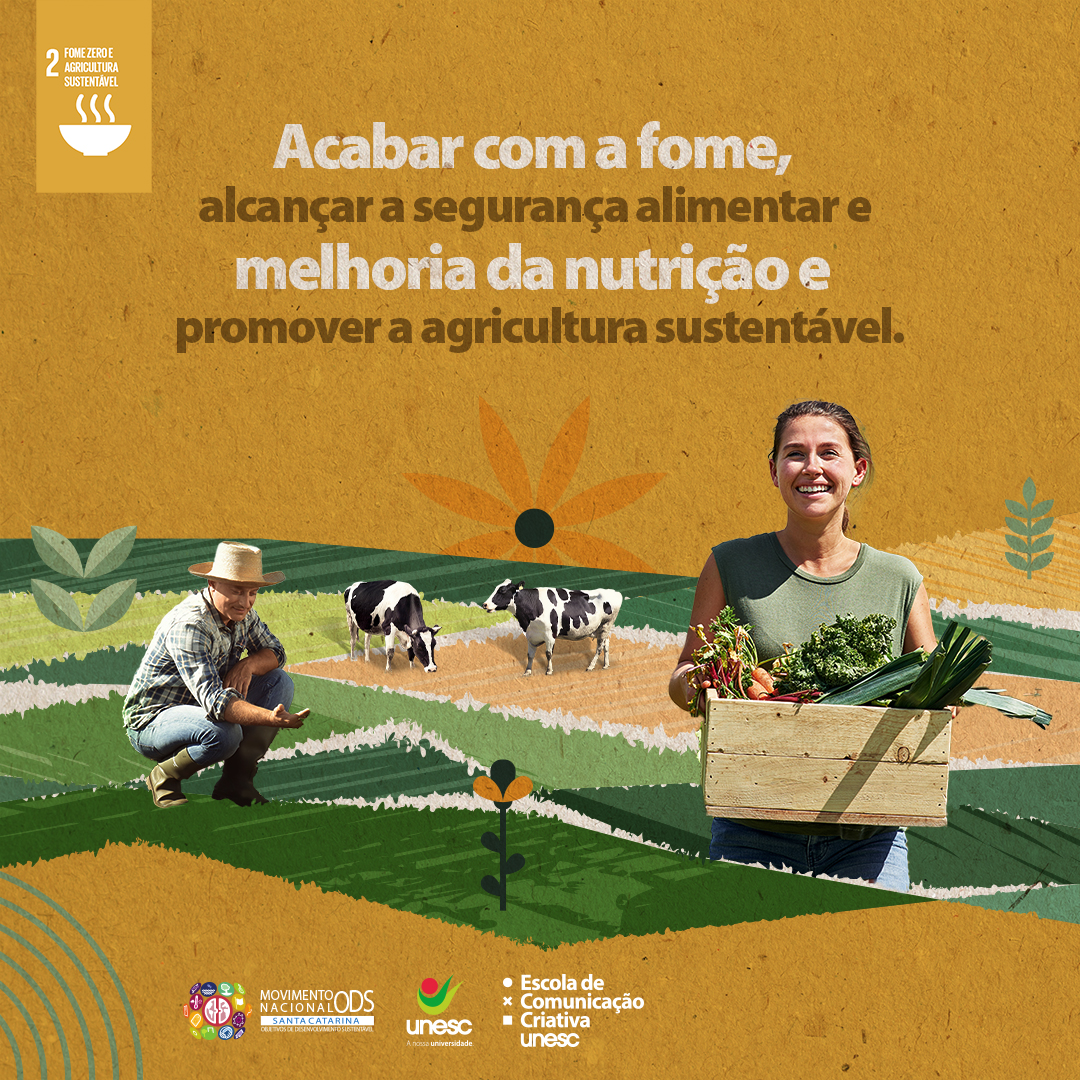 2 FOME ZERO E
AGRICULTURA
SUSTENTÁVEL
Acabar com a fome,
alcançar a segurança alimentar e
melhoria da nutrição e
promover a agricultura sustentável.
MOVIMENTO
NACIONAL ODS
SANTA CATARINA
OBJETIVOS DE DESENVOLVIMENTO SUSTENTÁVEL
unesc
A nossa universidade
Escola de
Comunicação
Criativa
unesc